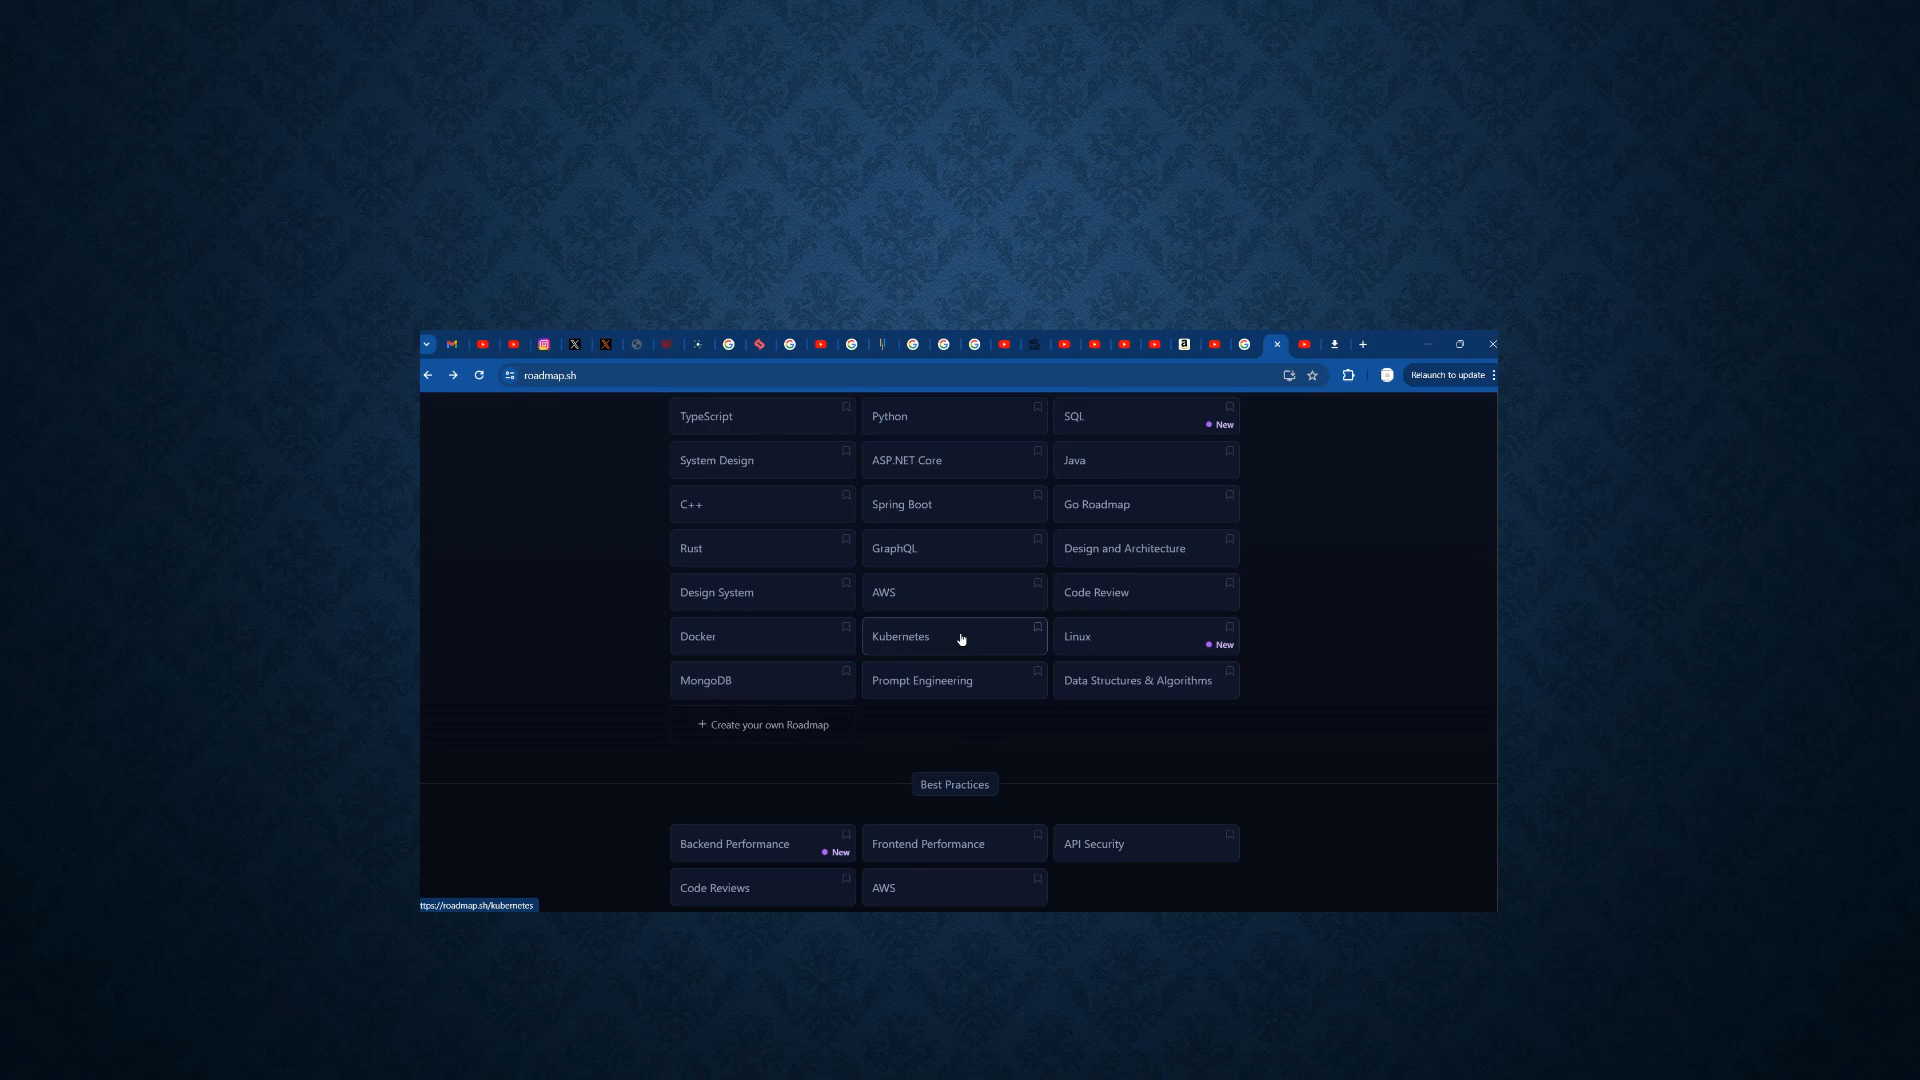 roadmap.sh
Relaunch to update
TypeScript
Python
SQL
New
System Design
ASP.NET Core
Java
C++
Spring Boot
Go Roadmap
Rust
GraphQL
Design and Architecture
Design System
AWS
Code Review
Docker
Kubernetes
Linux
New
MongoDB
Prompt Engineering
Data Structures & Algorithms
+ Create your own Roadmap
Best Practices
Backend Performance
New
Frontend Performance
API Security
Code Reviews
AWS
ttps://roadmap.sh/kubernetes